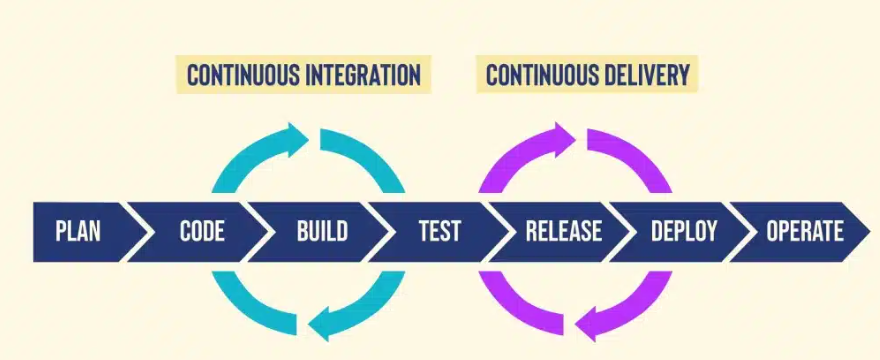 CONTINUOUS INTEGRATION CONTINUOUS DELIVERY
PLAN CODE BUILD TEST RELEASE DEPLOY OPERATE